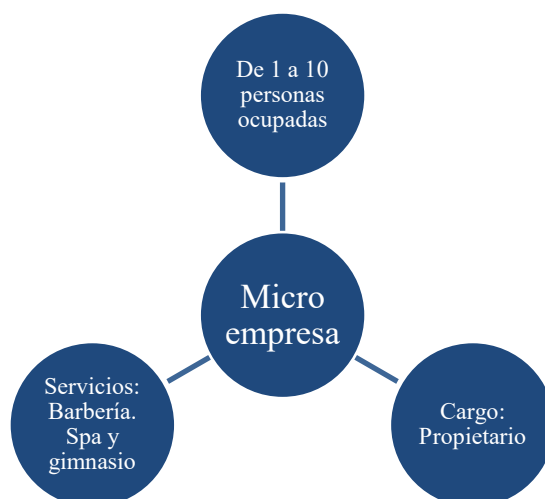 De 1 a 10
personas
ocupadas
Micro
empresa
Servicios:
Barbería.
Spa y
gimnasio
Cargo:
Propietario